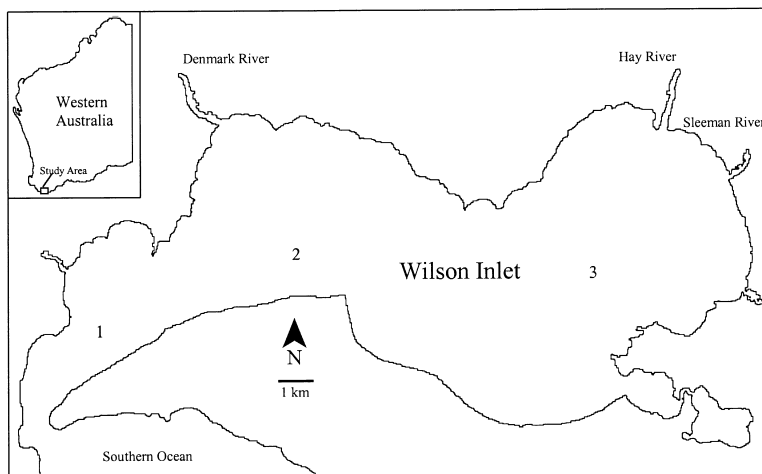 Denmark River
Hay River
Western
Australia
Sleeman River
Study Area
1
2
Wilson Inlet
3
N
1 km
Southern Ocean